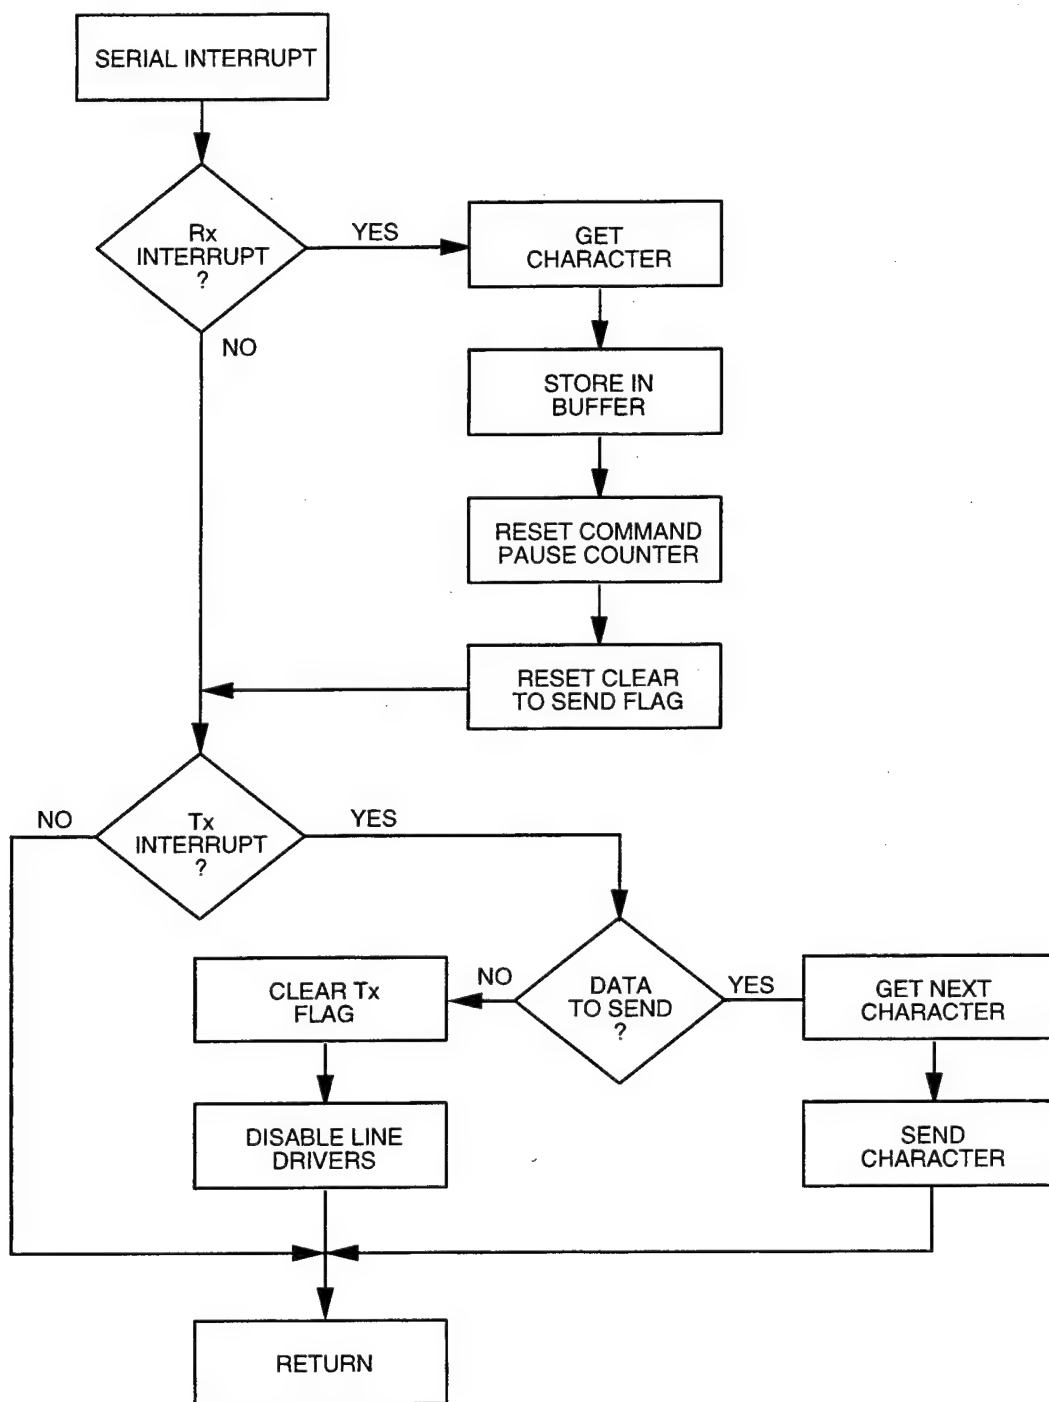 SERIAL INTERRUPT
Rx
INTERRUPT
?
YES
NO
GET
CHARACTER
STORE IN
BUFFER
RESET COMMAND
PAUSE COUNTER
RESET CLEAR
TO SEND FLAG
Tx
INTERRUPT
?
NO
YES
DATA
TO SEND
?
NO
YES
CLEAR Tx
FLAG
GET NEXT
CHARACTER
DISABLE LINE
DRIVERS
SEND
CHARACTER
RETURN